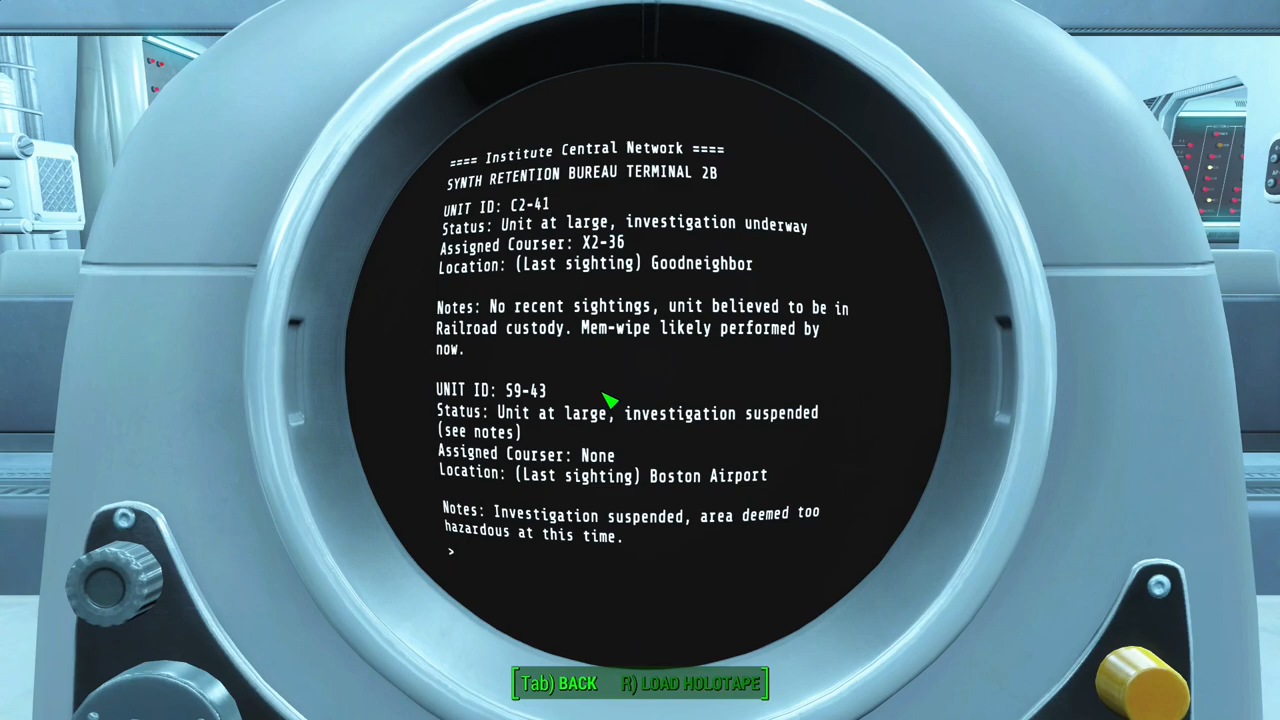 ==== Institute Central Network ====
SYNTH RETENTION BUREAU TERMINAL 2B
UNIT ID: C2-41
Status: Unit at large, investigation underway
Assigned Courser: X2-36
Location: (Last sighting) Goodneighbor
Notes: No recent sightings, unit believed to be in
Railroad custody. Mem-wipe likely performed by
now.
UNIT ID: S9-43
Status: Unit at large, investigation suspended
(see notes)
Assigned Courser: None
Location: (Last sighting) Boston Airport
Notes: Investigation suspended, area deemed too
hazardous at this time.
>
Tab) BACK R) LOAD HOLOTAPE